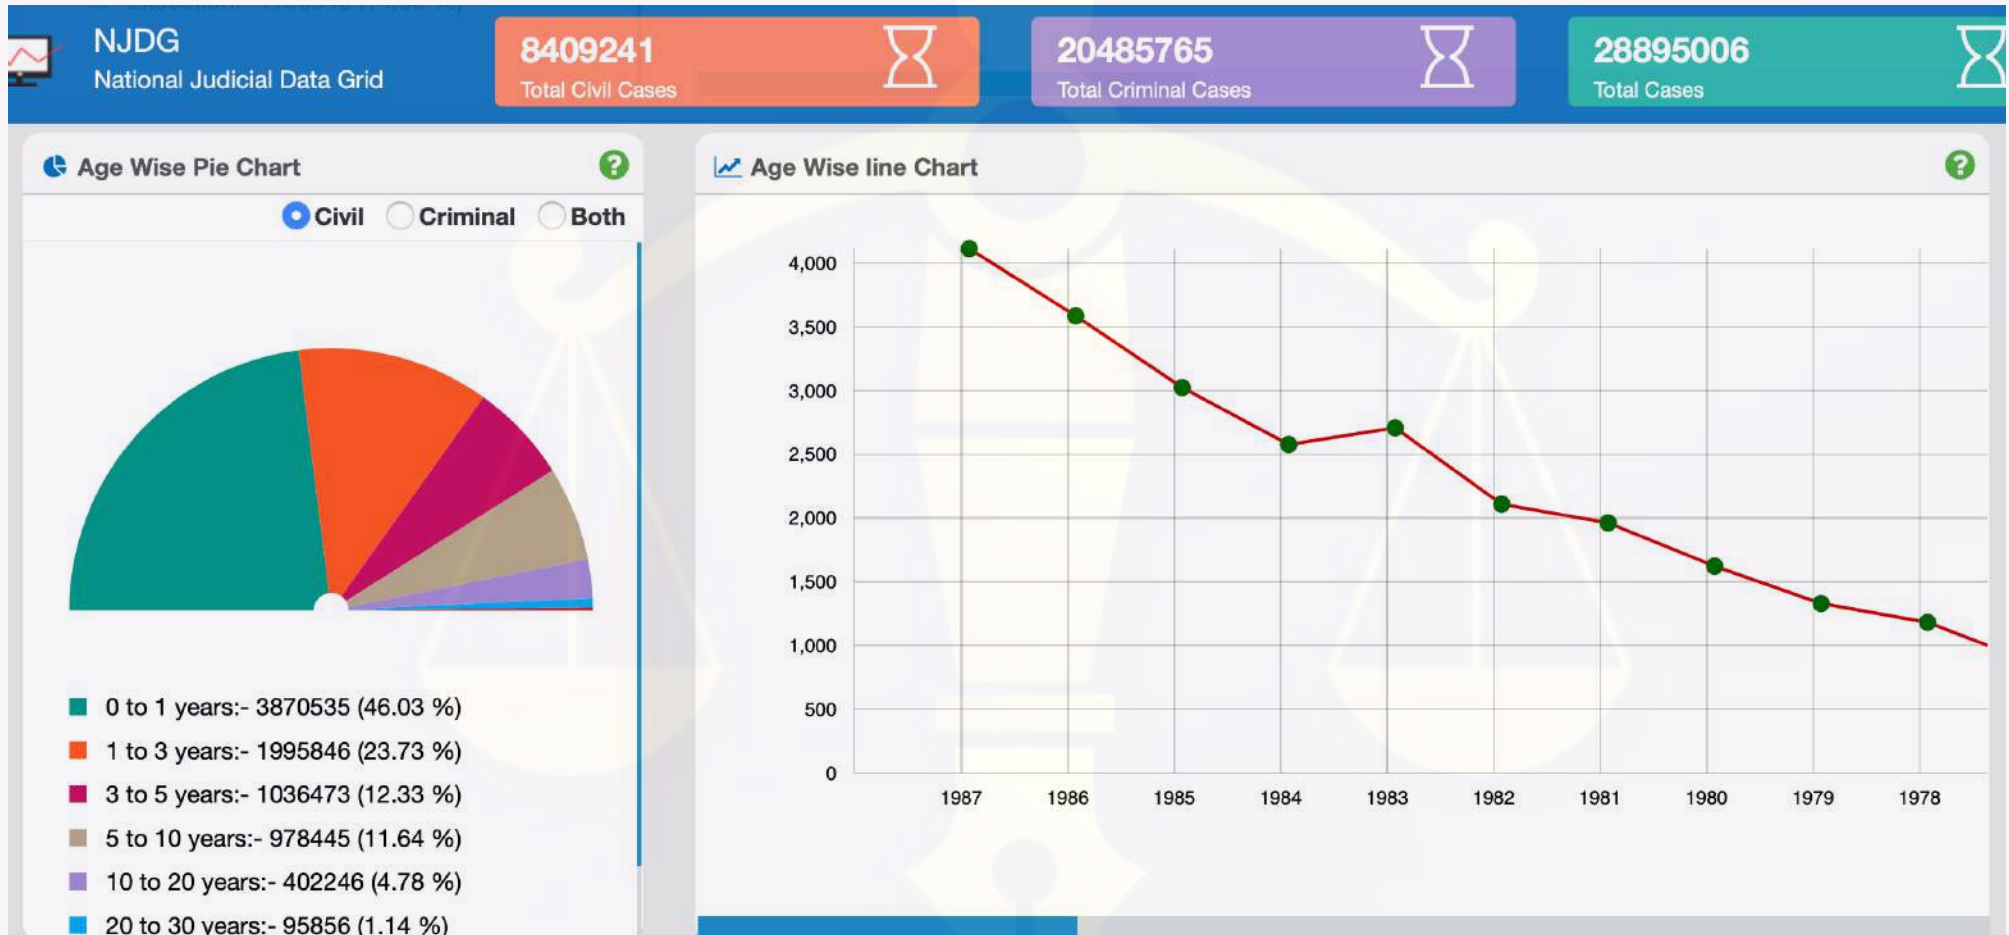 NJDG
National Judicial Data Grid
8409241
Total Civil Cases
20485765
Total Criminal Cases
28895006
Total Cases
Age Wise Pie Chart
?
Civil Criminal Both
0 to 1 years:- 3870535 (46.03 %)
1 to 3 years:- 1995846 (23.73 %)
3 to 5 years:- 1036473 (12.33 %)
5 to 10 years:- 978445 (11.64 %)
10 to 20 years:- 402246 (4.78 %)
20 to 30 years:- 95856 (1.14 %)
Age Wise line Chart
?
4,000
3,500
3,000
2,500
2,000
1,500
1,000
500
0
1987 1986 1985 1984 1983 1982 1981 1980 1979 1978